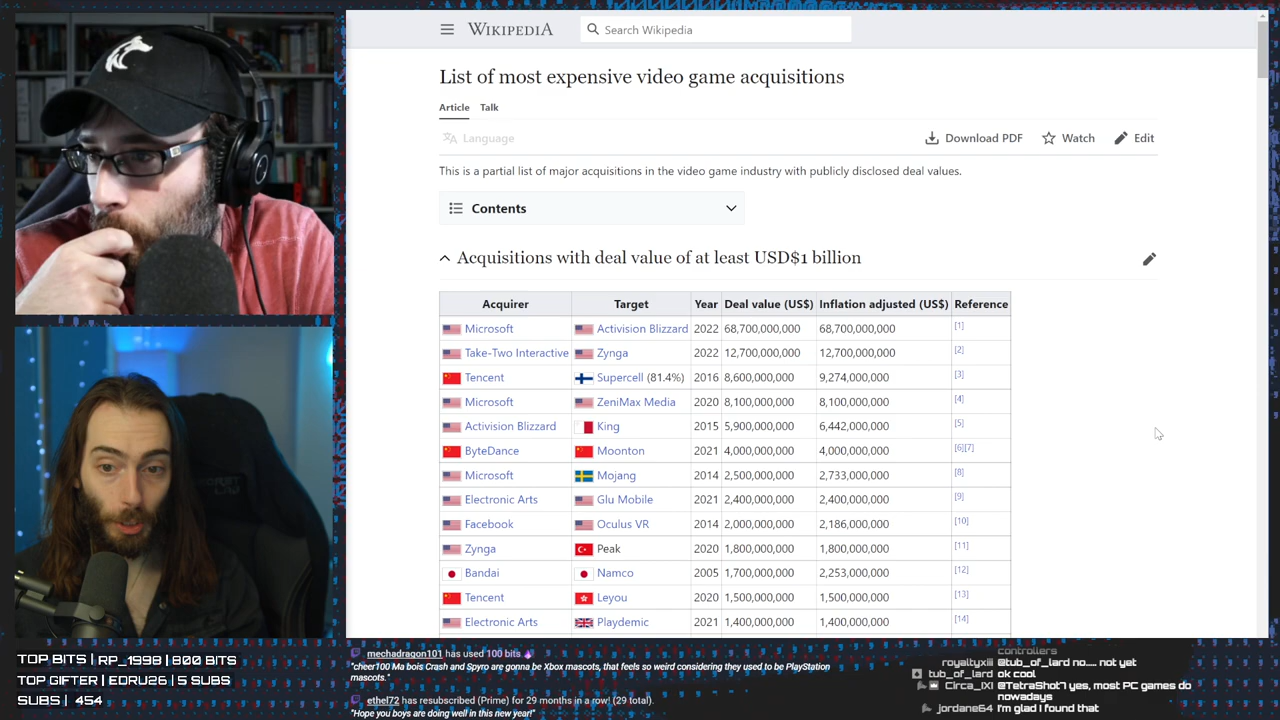 WIKIPEDIA
Search Wikipedia
List of most expensive video game acquisitions
Article Talk
Language
Download PDF
Watch
Edit
This is a partial list of major acquisitions in the video game industry with publicly disclosed deal values.
Contents
Acquisitions with deal value of at least USD$1 billion
Acquirer Target Year Deal value (US$) Inflation adjusted (US$) Reference
Microsoft Activision Blizzard 2022 68,700,000,000 68,700,000,000 [1]
Take-Two Interactive Zynga 2022 12,700,000,000 12,700,000,000 [2]
Tencent Supercell (81.4%) 2016 8,600,000,000 9,274,000,000 [3]
Microsoft ZeniMax Media 2020 8,100,000,000 8,100,000,000 [4]
Activision Blizzard King 2015 5,900,000,000 6,442,000,000 [5]
ByteDance Moonton 2021 4,000,000,000 4,000,000,000 [6][7]
Microsoft Mojang 2014 2,500,000,000 2,733,000,000 [8]
Electronic Arts Glu Mobile 2021 2,400,000,000 2,400,000,000 [9]
Facebook Oculus VR 2014 2,000,000,000 2,186,000,000 [10]
Zynga Peak 2020 1,800,000,000 1,800,000,000 [11]
Bandai Namco 2005 1,700,000,000 2,253,000,000 [12]
Tencent Leyou 2020 1,500,000,000 1,500,000,000 [13]
Electronic Arts Playdemic 2021 1,400,000,000 1,400,000,000 [14]
TOP BITS | RP_1998 | 800 BITS
TOP GIFTER | EDRU26 | 5 SUBS
SUBS | 454
mechadragon101 has used 100 bits
"cheer100 Ma bois Crash and Spyro are gonna be Xbox mascots, that feels so weird considering they used to be PlayStation
mascots."
ethel72 has resubscribed (Prime) for 29 months in a row! (29 total).
"Hope you boys are doing well in this new year!"
controllers
royaltyxiii @tub_of_lard no.... not yet
tub_of_lard ok cool
Circa_IXI @TetraShot7 yes, most PC games do
nowadays
jordane64 I'm glad I found that